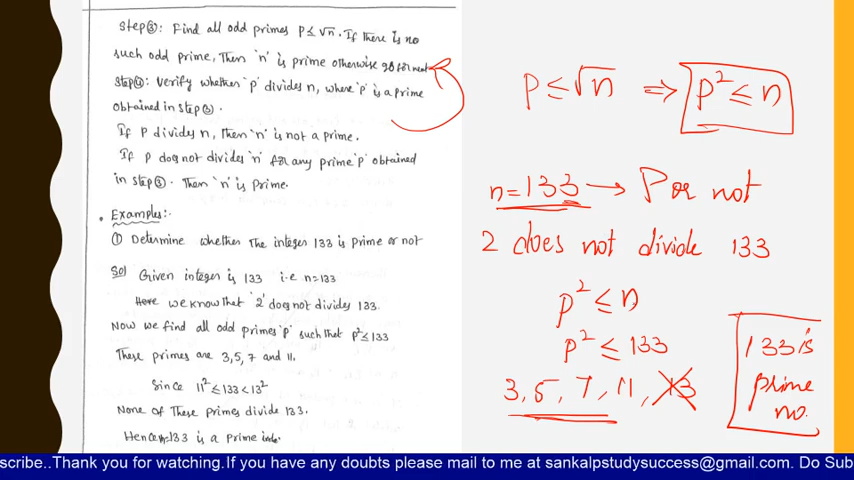 Step③: Find all odd primes P≤√n. If there is no
such odd prime, Then 'n' is prime otherwise go for next
Step④: Verify whether 'p' divides n, where 'p' is a prime
obtained in step③.
If P divides n, Then 'n' is not a prime.
If p does not divides 'n' for any prime 'p' obtained
in step③. Then 'n' is Prime.
• Examples:-
① Determine whether The integer 133 is Prime or not
Sol Given integer is 133 i.e n=133
Here we know that '2' does not divides 133.
Now we find all odd primes 'p' such that p²≤133
These primes are 3,5,7 and 11.
Since 11² ≤ 133 < 13²
None of These primes divide 133.
Hence n=133 is a prime
P ≤ √n ⇒ P² ≤ n
n=133 → P or not
2 does not divide 133
P² ≤ n
P² ≤ 133
3, 5, 7, 11, 13
133 is
prime
no.
scribe..Thank you for watching.If you have any doubts please mail to me at sankalpstudysuccess@gmail.com. Do Sub